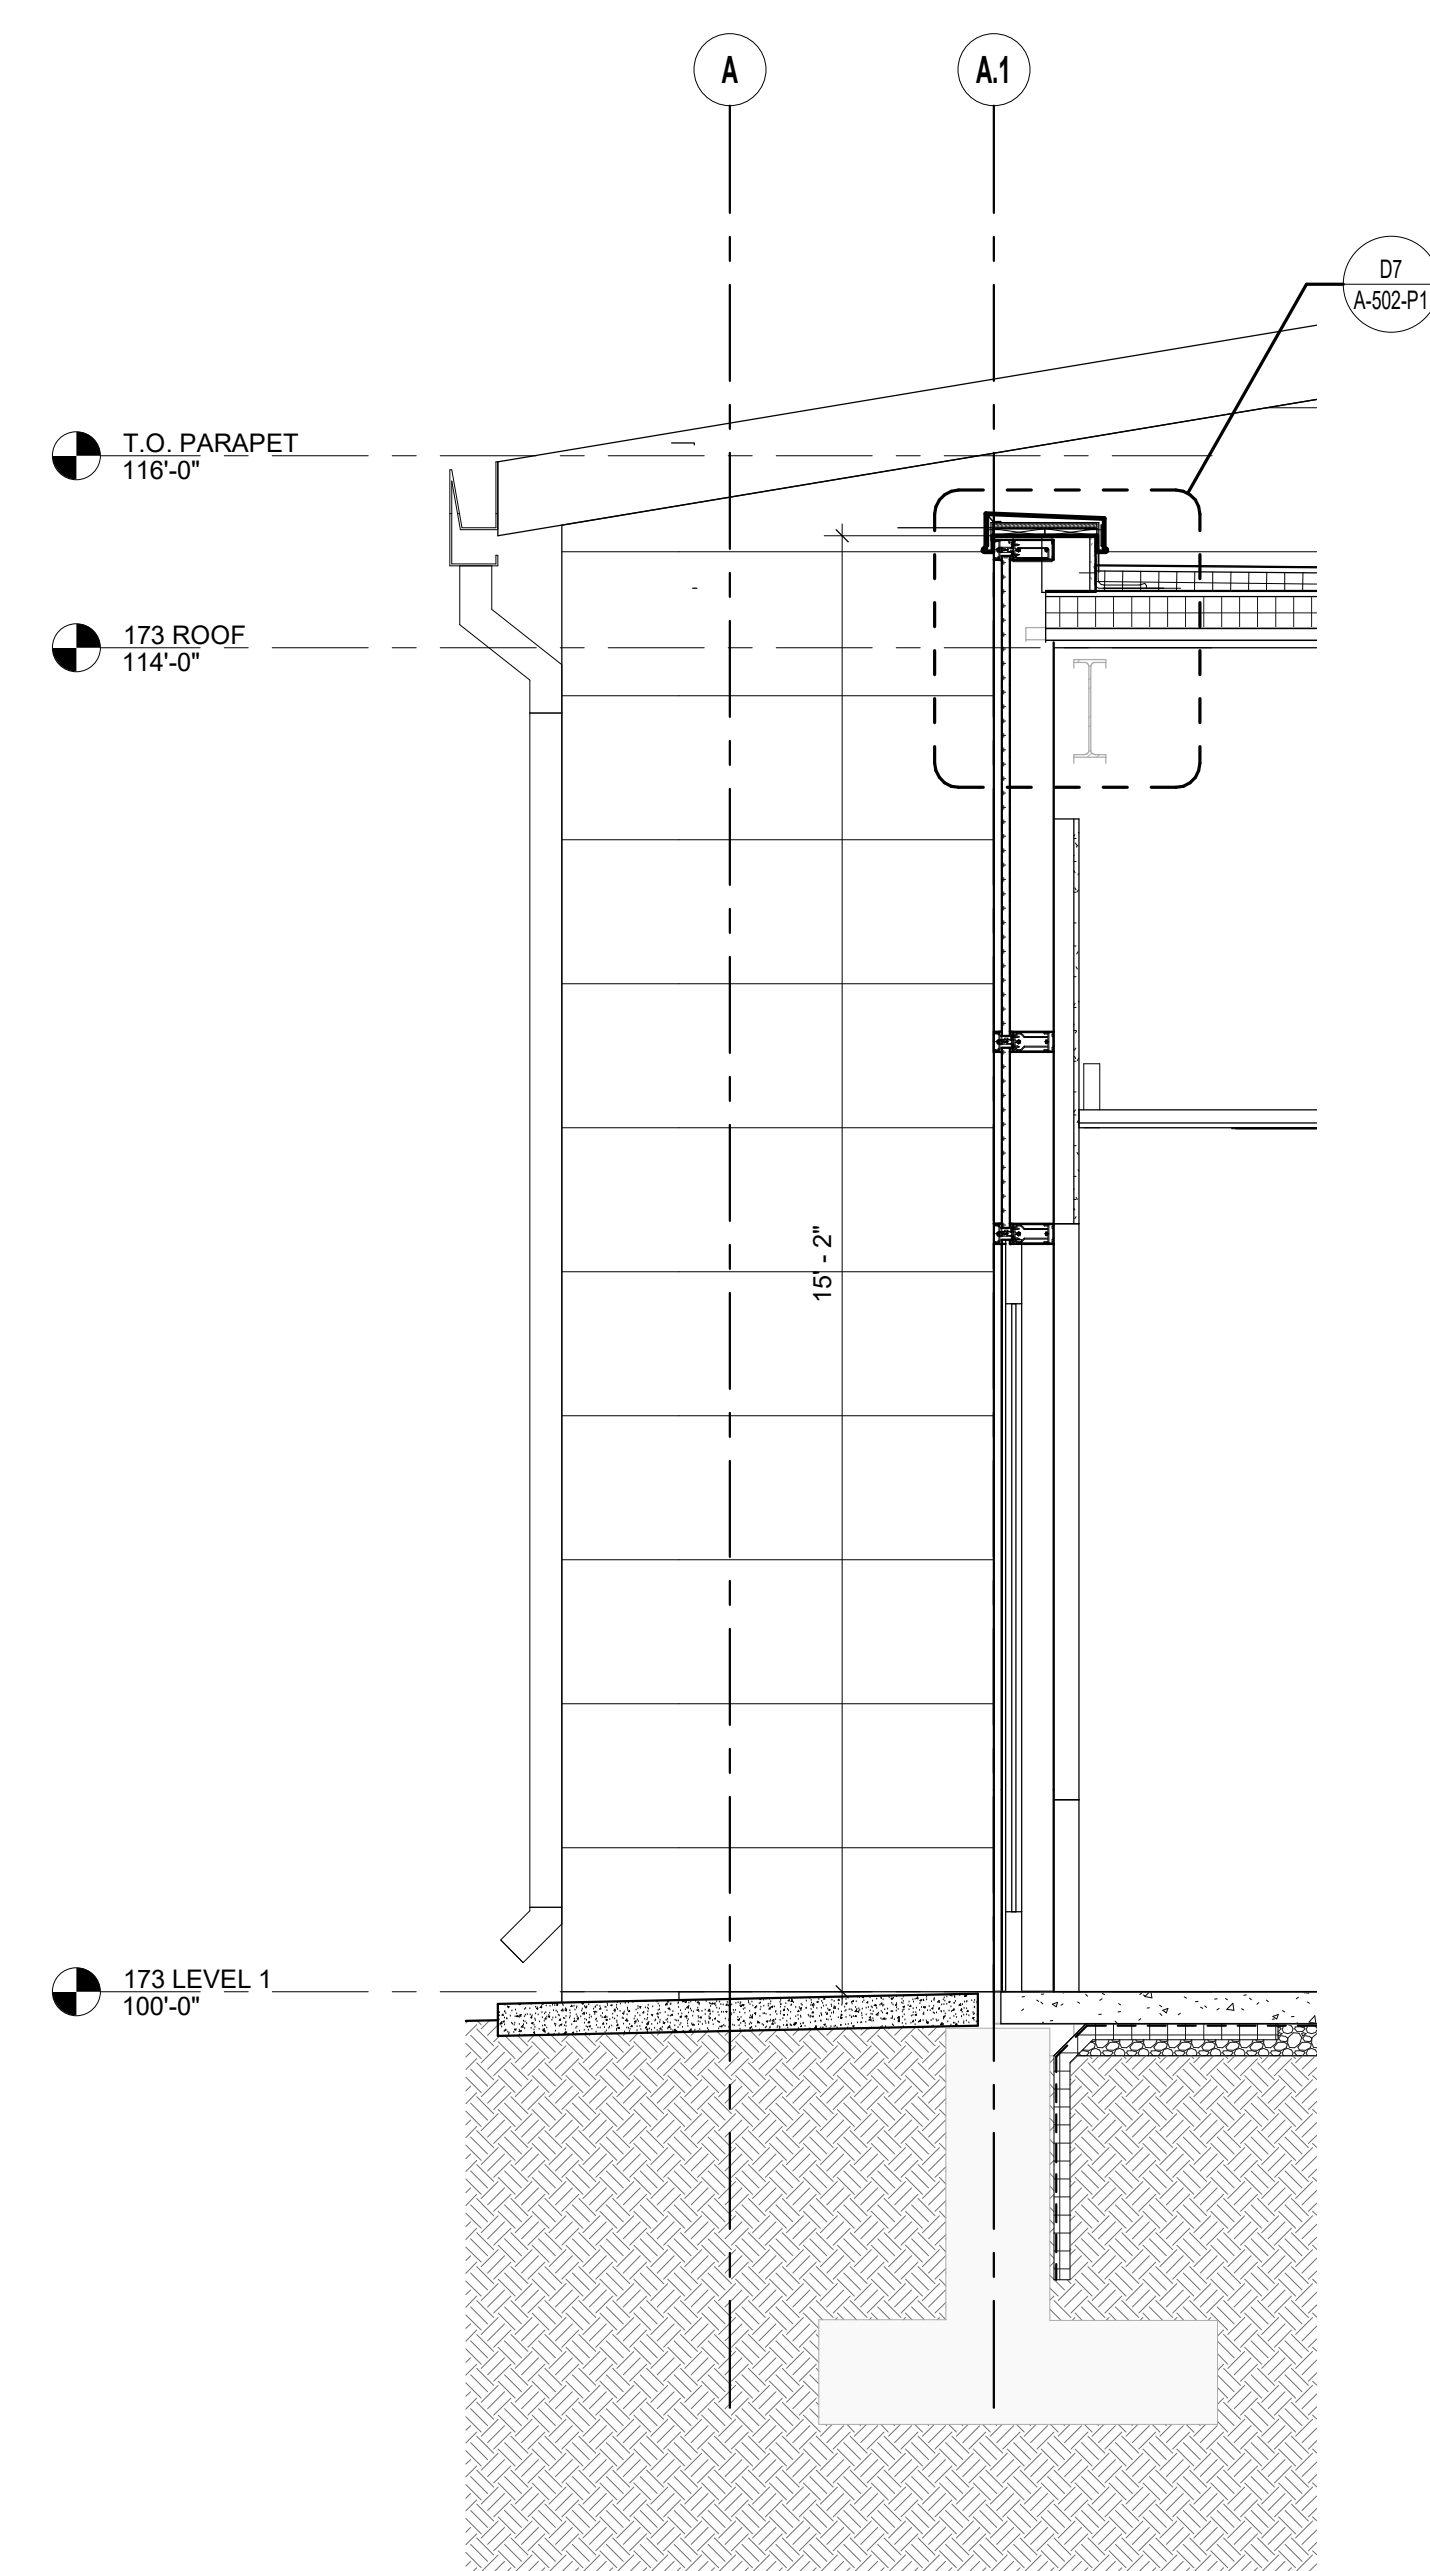 A
A.1
D7
A-502-P1
T.O. PARAPET
116'-0"
173 ROOF
114'-0"
15' - 2"
173 LEVEL 1
100'-0"